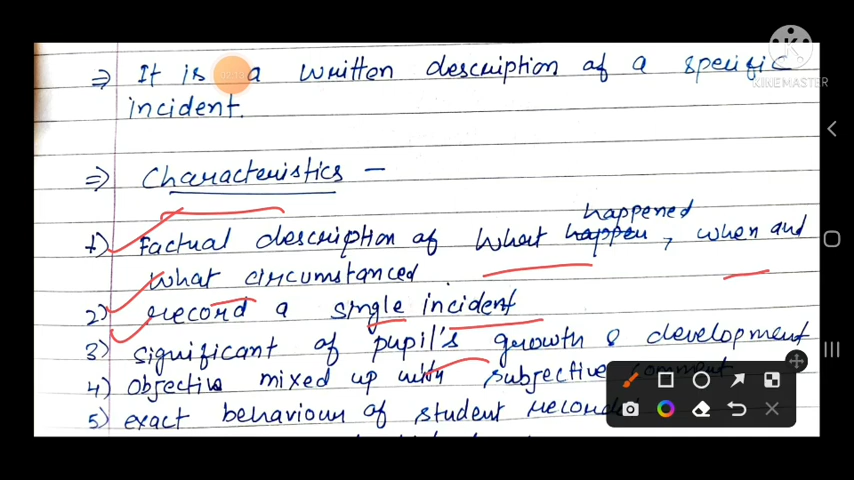 KINEMASTER
⇒ It is a written description of a specific
incident.
⇒ Characteristics –
1) Factual description of what happen happened, when and
what circumstanced
2) record a single incident
3) significant of pupil's growth & development
4) objective mixed up with subjective comment
5) exact behaviour of student recorded